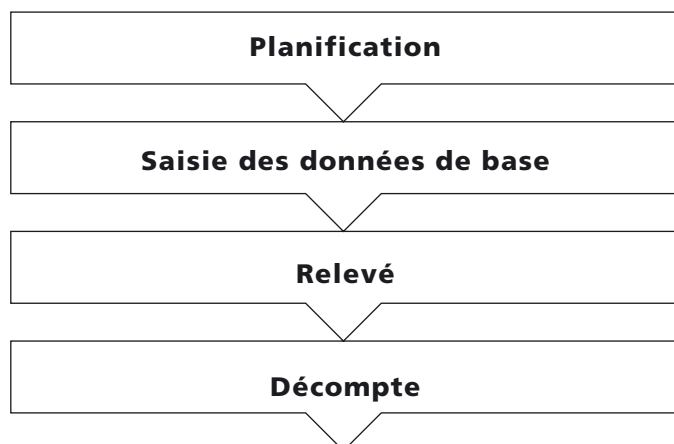 Planification
Saisie des données de base
Relevé
Décompte